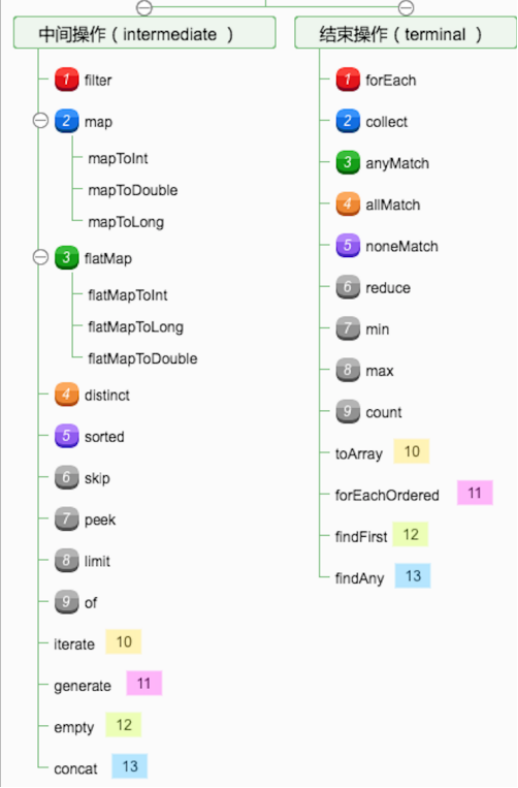 中间操作（intermediate ）
1 filter
2 map
mapToInt
mapToDouble
mapToLong
3 flatMap
flatMapToInt
flatMapToLong
flatMapToDouble
4 distinct
5 sorted
6 skip
7 peek
8 limit
9 of
iterate 10
generate 11
empty 12
concat 13
结束操作（terminal ）
1 forEach
2 collect
3 anyMatch
4 allMatch
5 noneMatch
6 reduce
7 min
8 max
9 count
toArray 10
forEachOrdered 11
findFirst 12
findAny 13